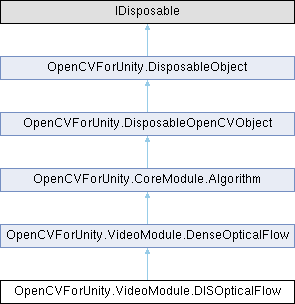 IDisposable
OpenCVForUnity.DisposableObject
OpenCVForUnity.DisposableOpenCVObject
OpenCVForUnity.CoreModule.Algorithm
OpenCVForUnity.VideoModule.DenseOpticalFlow
OpenCVForUnity.VideoModule.DISOpticalFlow